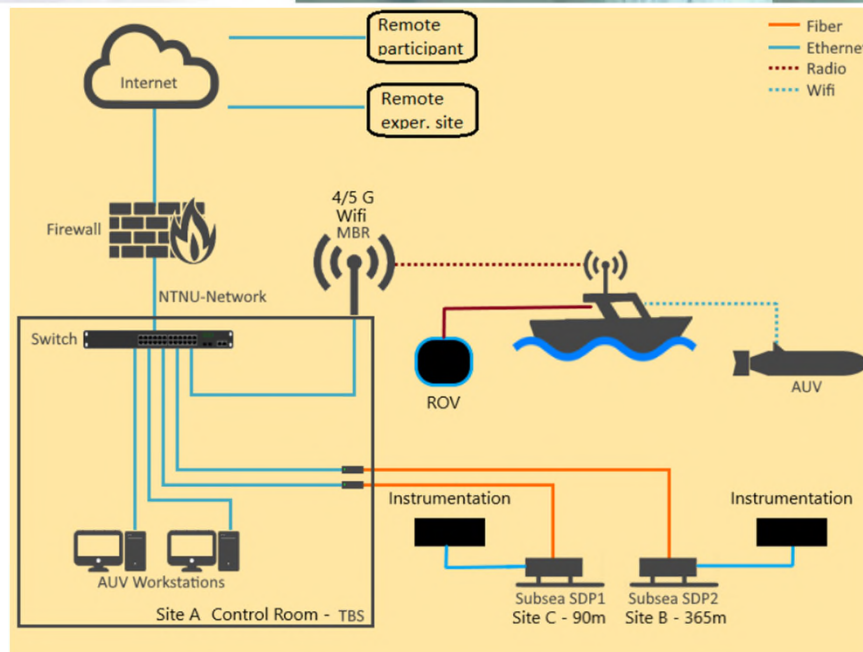 Remote
participant
Fiber
Ethernet
Radio
Wifi
Internet
Remote
exper. site
4/5 G
Wifi
MBR
Firewall
NTNU-Network
Switch
ROV
AUV
Instrumentation
Instrumentation
AUV Workstations
Subsea SDP1
Site C - 90m
Subsea SDP2
Site B - 365m
Site A Control Room - TBS